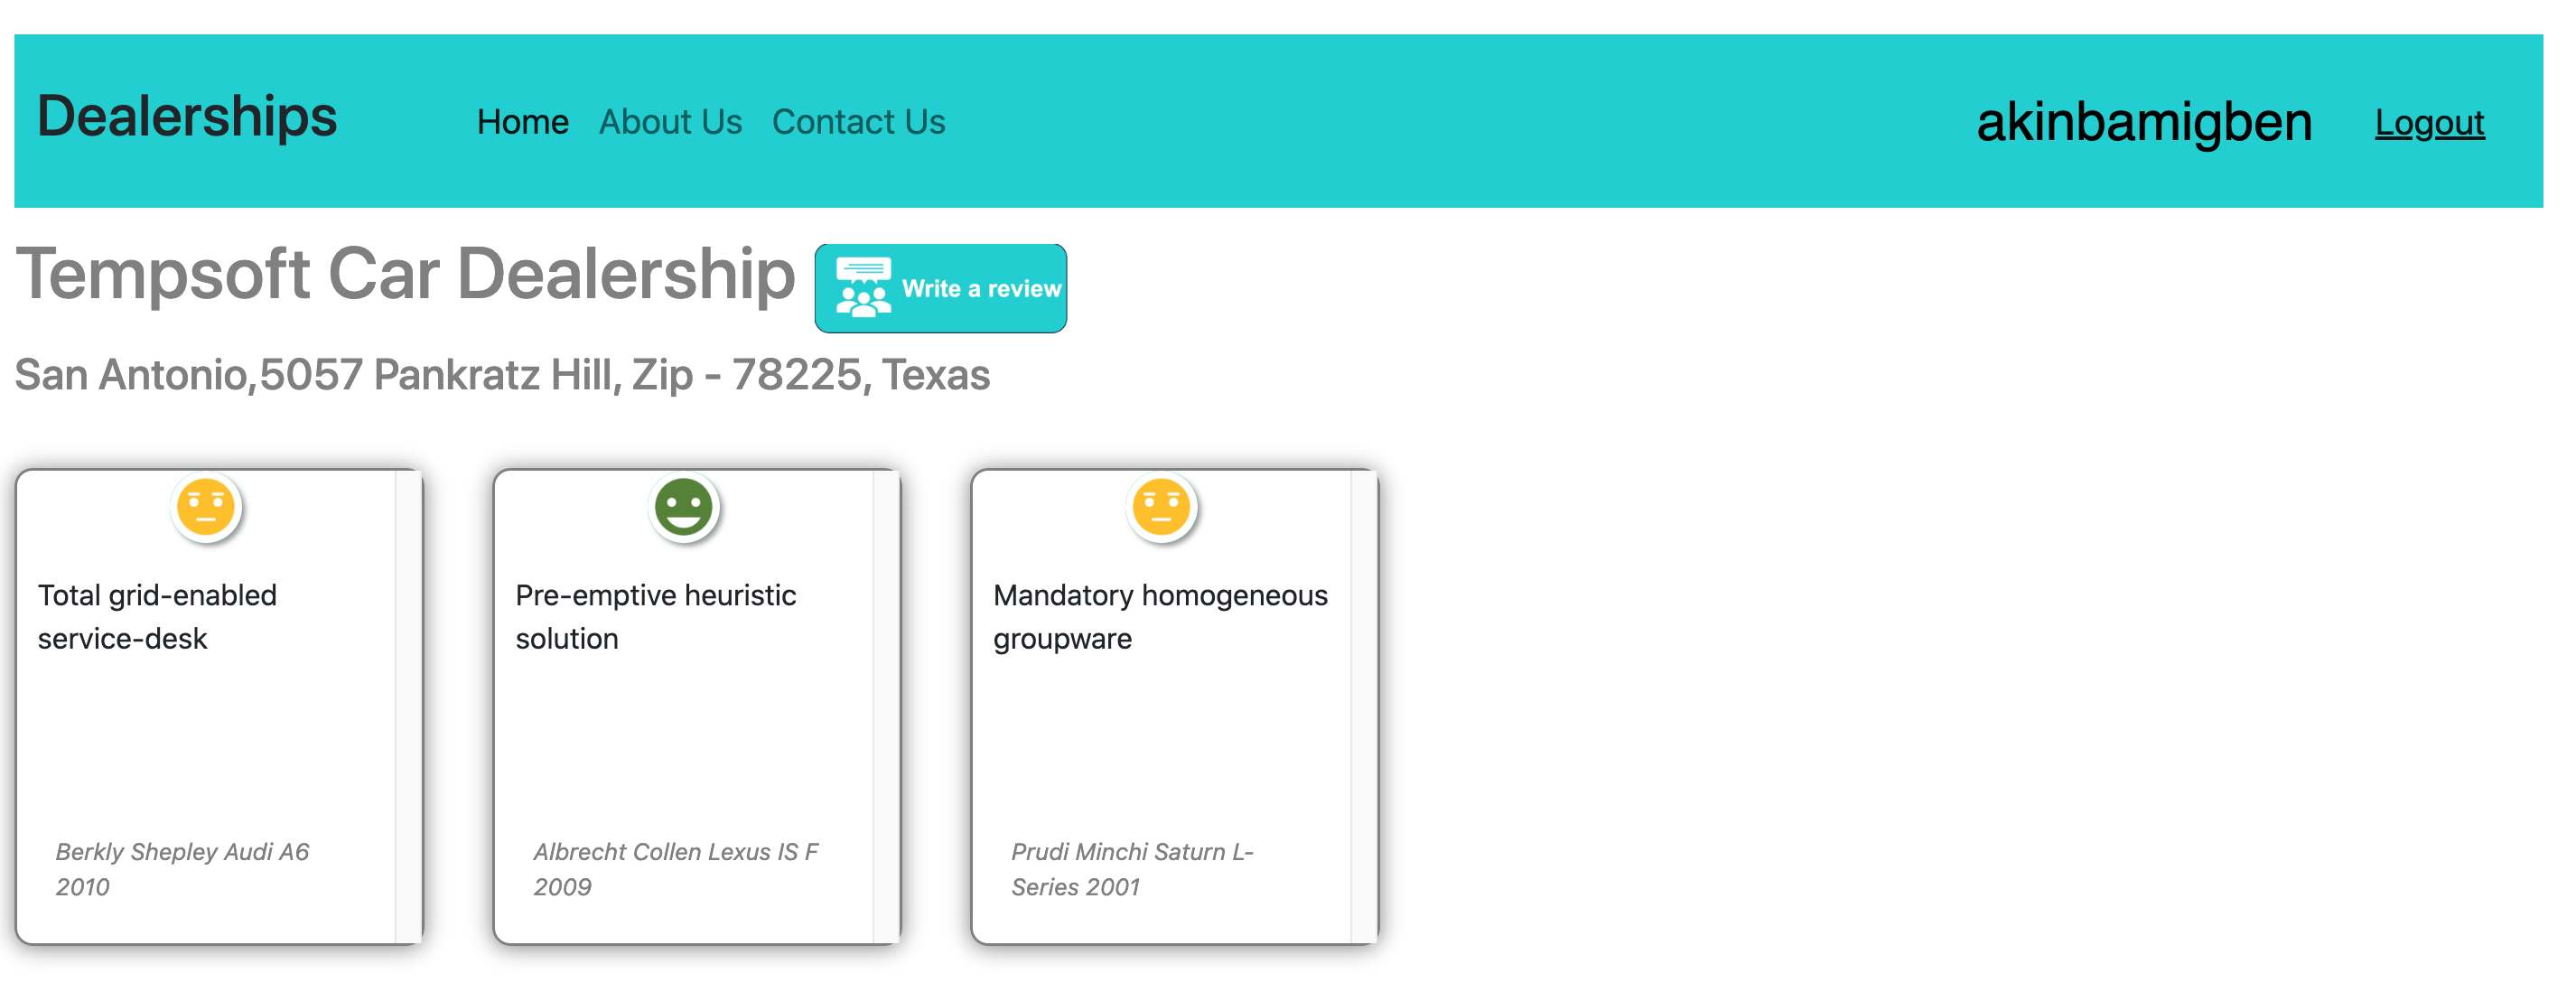 Dealerships Home About Us Contact Us akinbamigben Logout
Tempsoft Car Dealership Write a review
San Antonio,5057 Pankratz Hill, Zip - 78225, Texas
Total grid-enabled
service-desk
Berkly Shepley Audi A6
2010
Pre-emptive heuristic
solution
Albrecht Collen Lexus IS F
2009
Mandatory homogeneous
groupware
Prudi Minchi Saturn L-
Series 2001